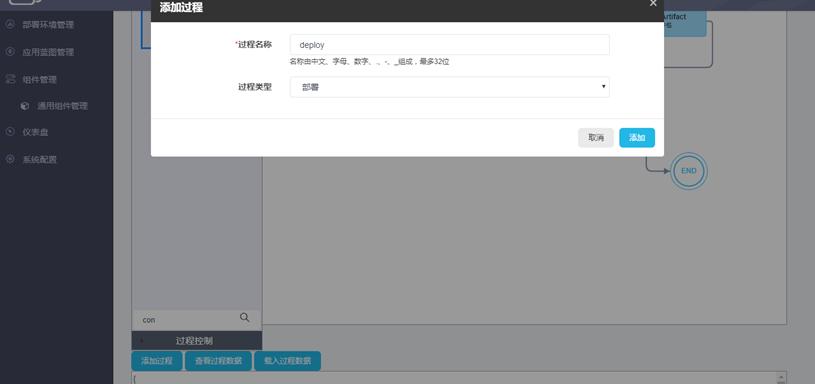 添加过程
×
*过程名称
deploy
名称由中文、字母、数字、.、-、_组成，最多32位
过程类型
部署
取消
添加
部署环境管理
应用蓝图管理
组件管理
通用组件管理
仪表盘
系统配置
Artifact
END
con
过程控制
添加过程
查看过程数据
载入过程数据
{